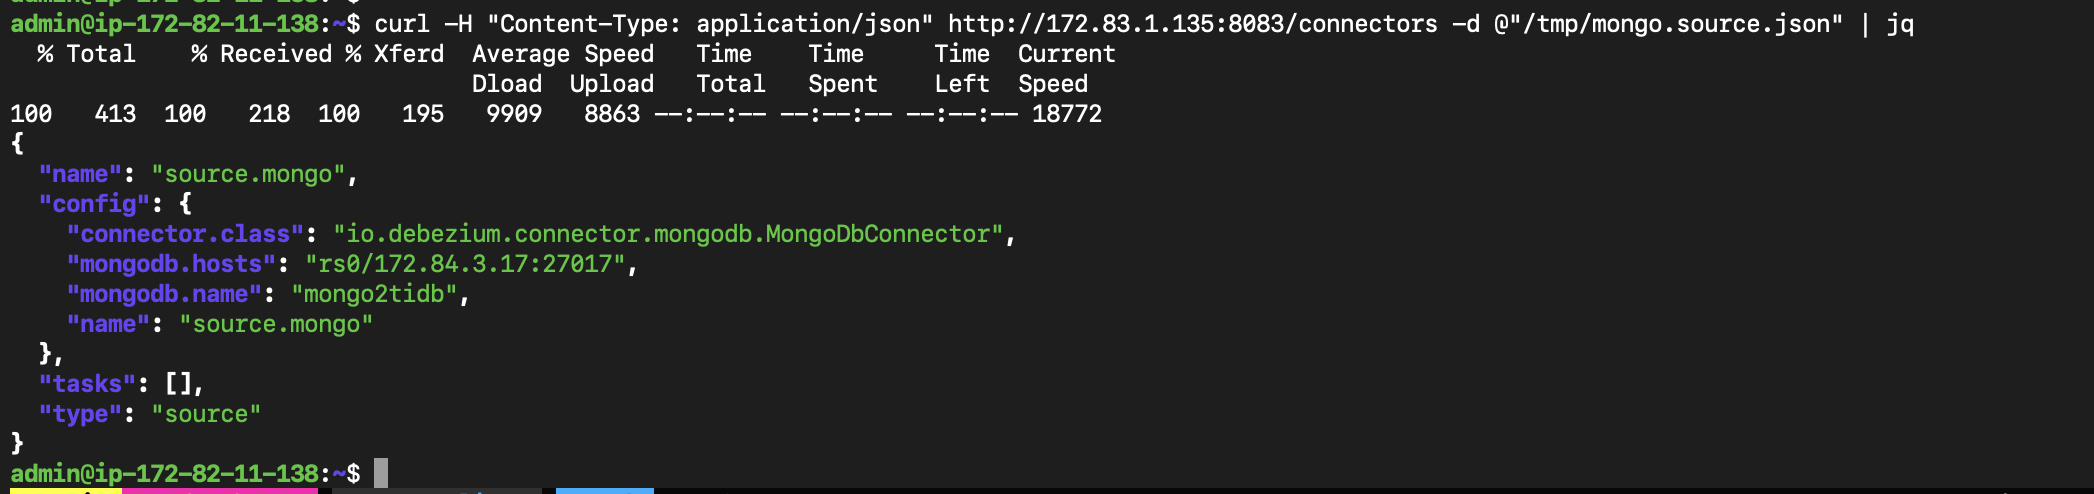 admin@ip-172-82-11-138:~$ curl -H "Content-Type: application/json" http://172.83.1.135:8083/connectors -d @"/tmp/mongo.source.json" | jq
  % Total    % Received % Xferd  Average Speed   Time    Time     Time  Current
                                 Dload  Upload   Total   Spent    Left  Speed
100   413  100   218  100   195   9909   8863 --:--:-- --:--:-- --:--:-- 18772
{
  "name": "source.mongo",
  "config": {
    "connector.class": "io.debezium.connector.mongodb.MongoDbConnector",
    "mongodb.hosts": "rs0/172.84.3.17:27017",
    "mongodb.name": "mongo2tidb",
    "name": "source.mongo"
  },
  "tasks": [],
  "type": "source"
}
admin@ip-172-82-11-138:~$